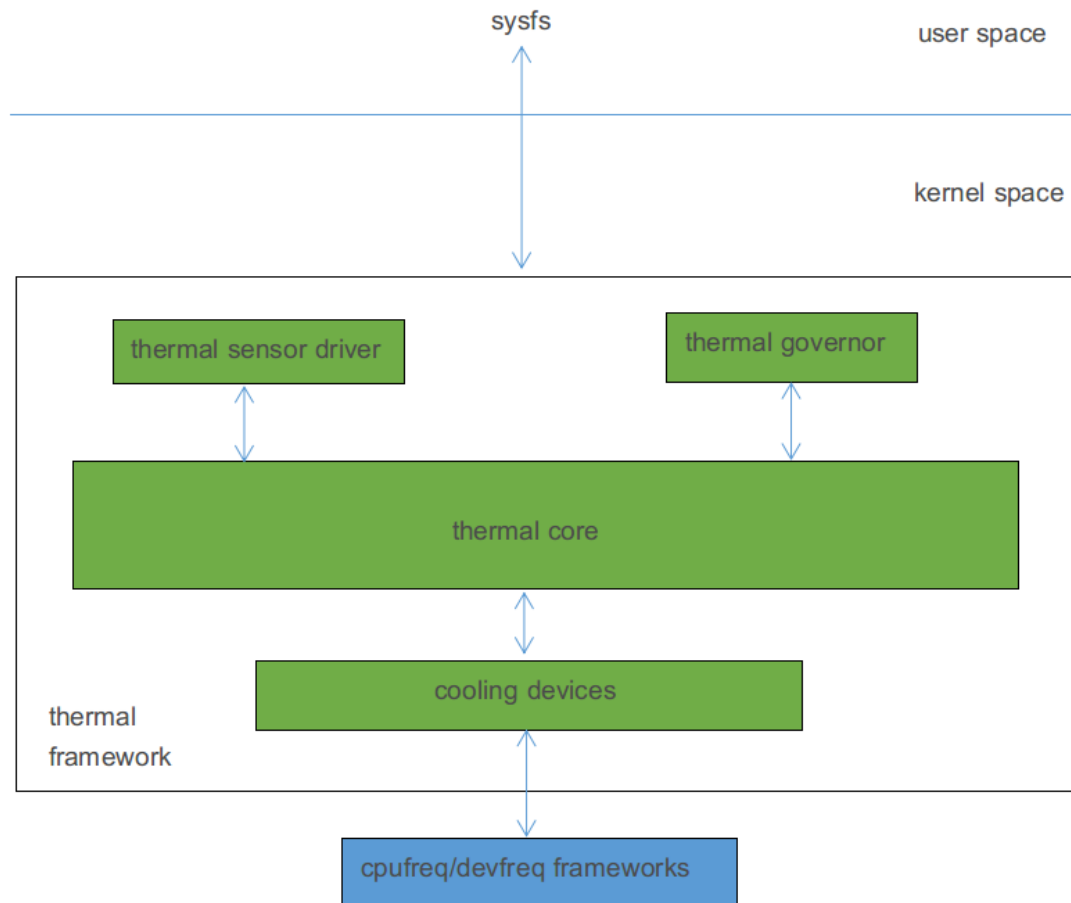 sysfs
user space
kernel space
thermal sensor driver
thermal governor
thermal core
cooling devices
thermal
framework
cpufreq/devfreq frameworks